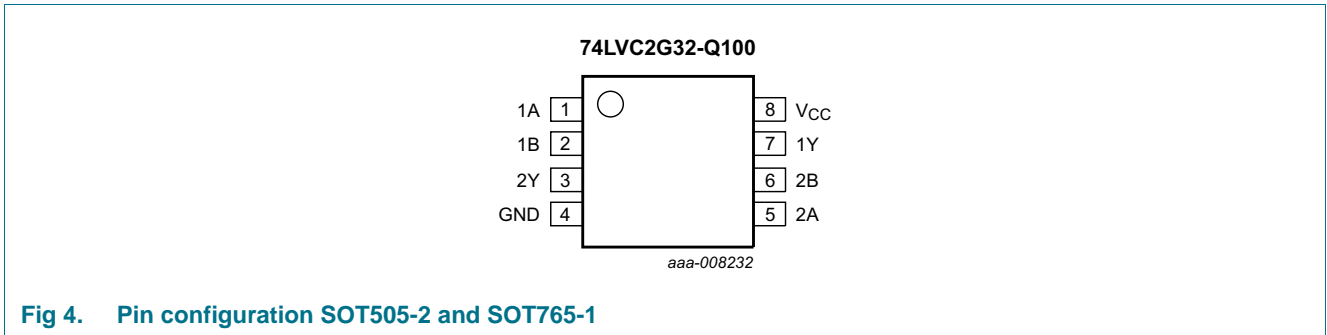 74LVC2G32-Q100
1A 1 8 VCC
1B 2 7 1Y
2Y 3 6 2B
GND 4 5 2A
aaa-008232
Fig 4. Pin configuration SOT505-2 and SOT765-1